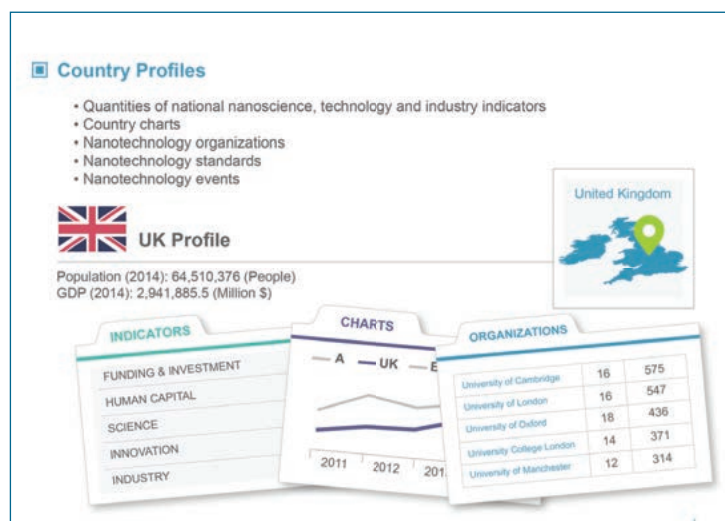 Country Profiles
• Quantities of national nanoscience, technology and industry indicators
• Country charts
• Nanotechnology organizations
• Nanotechnology standards
• Nanotechnology events
United Kingdom
UK Profile
Population (2014): 64,510,376 (People)
GDP (2014): 2,941,885.5 (Million $)
INDICATORS
FUNDING & INVESTMENT
HUMAN CAPITAL
SCIENCE
INNOVATION
INDUSTRY
CHARTS
A UK
2011 2012
ORGANIZATIONS
University of Cambridge 16 575
University of London 16 547
University of Oxford 18 436
University College London 14 371
University of Manchester 12 314